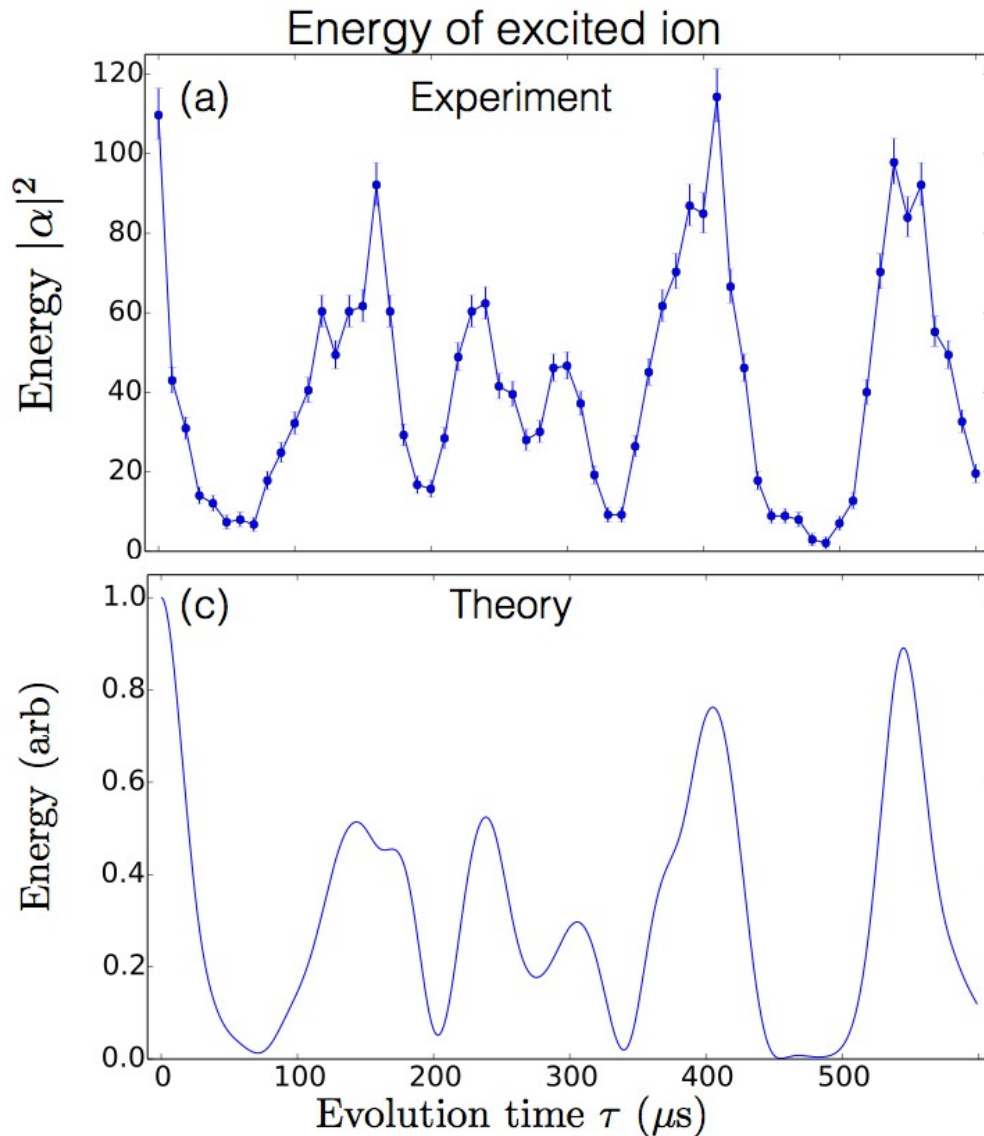 Energy of excited ion
(a) Experiment
Energy |α|²
120
100
80
60
40
20
0
(c) Theory
Energy (arb)
1.0
0.8
0.6
0.4
0.2
0.0
0 100 200 300 400 500
Evolution time τ (μs)